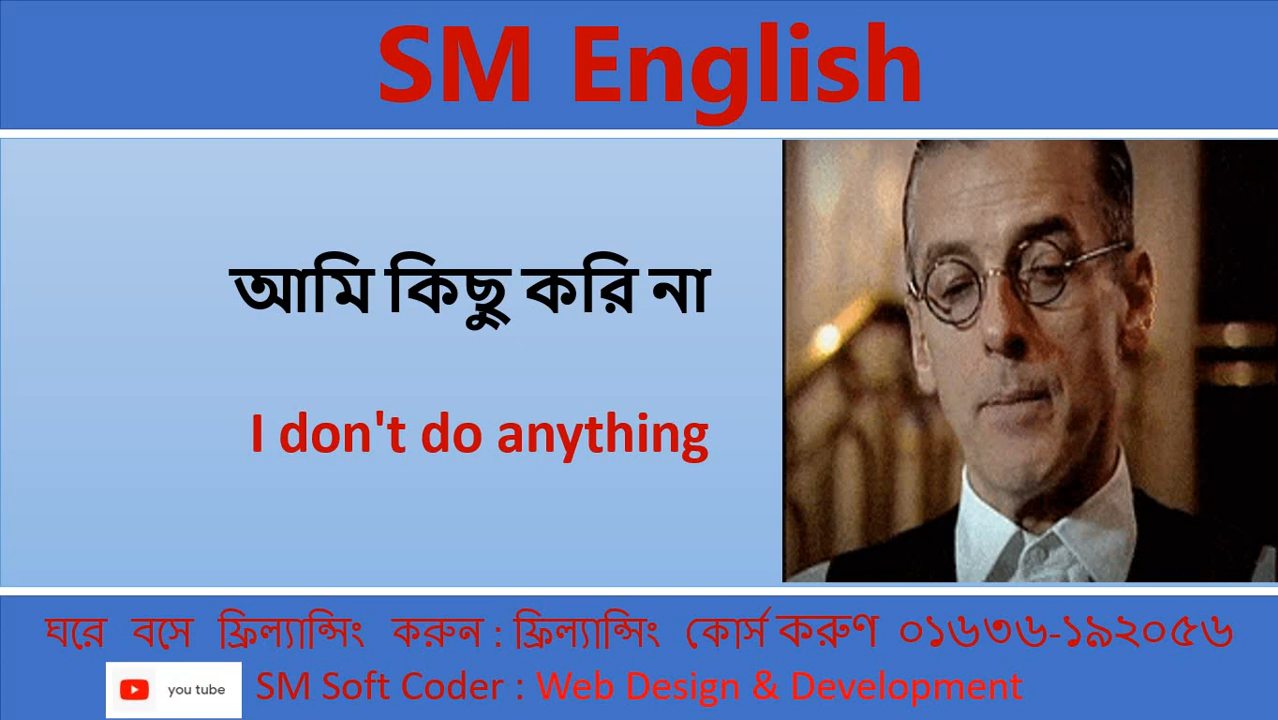 SM English
আমি কিছু করি না
I don't do anything
ঘরে বসে ফ্রিল্যান্সিং করুন : ফ্রিল্যান্সিং কোর্স করুণ ০১৬৩৬-১৯২০৫৬
you tube SM Soft Coder : Web Design & Development